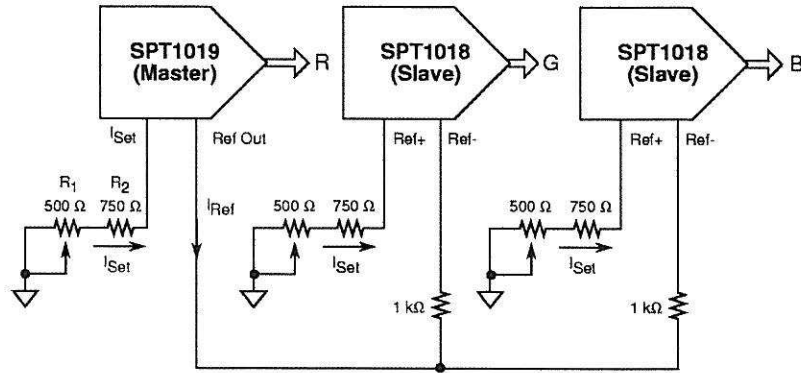 SPT1019
(Master)
R
SPT1018
(Slave)
G
SPT1018
(Slave)
B
ISet
Ref Out
Ref+
Ref-
Ref+
Ref-
R1
R2
500 Ω
750 Ω
IRef
500 Ω
750 Ω
500 Ω
750 Ω
ISet
ISet
ISet
1 kΩ
1 kΩ